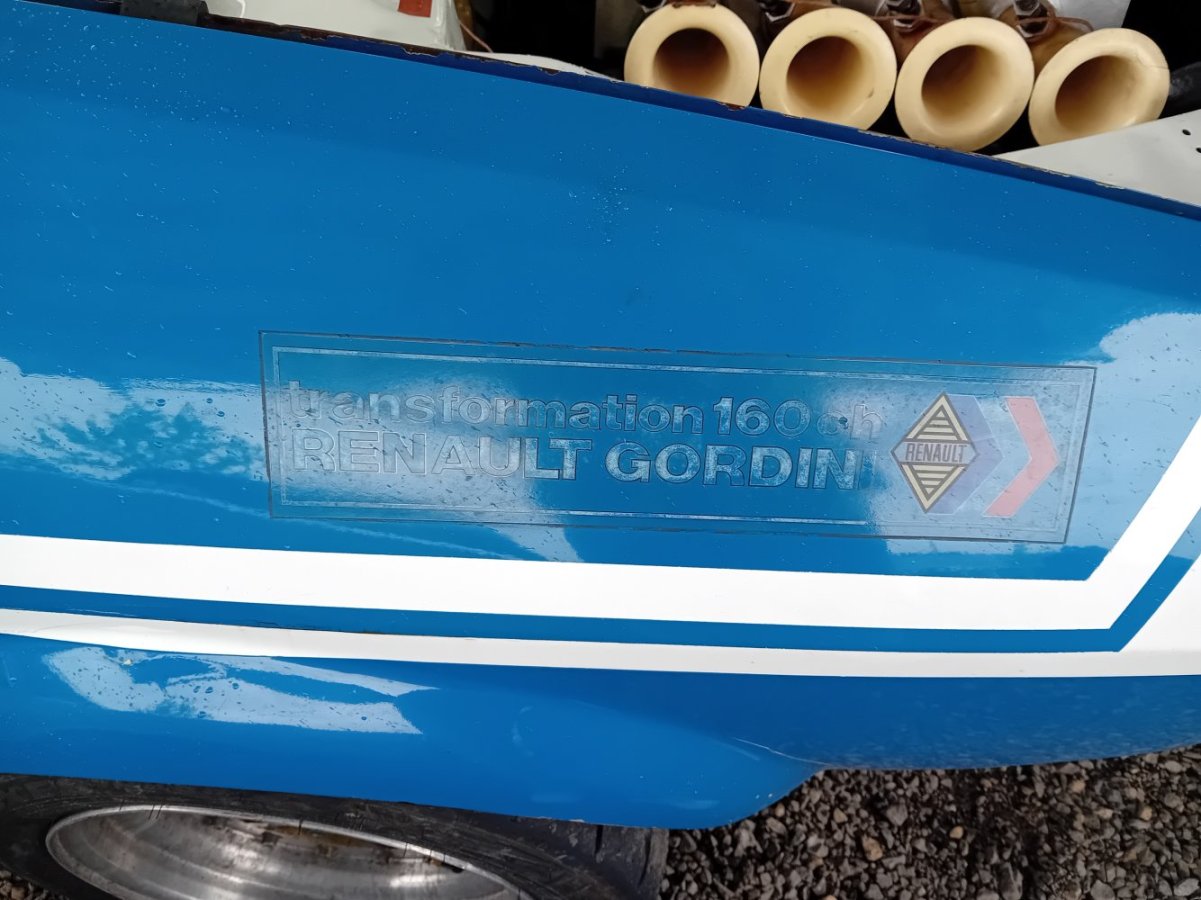 transformation 160 ch
RENAULT GORDINI
RENAULT